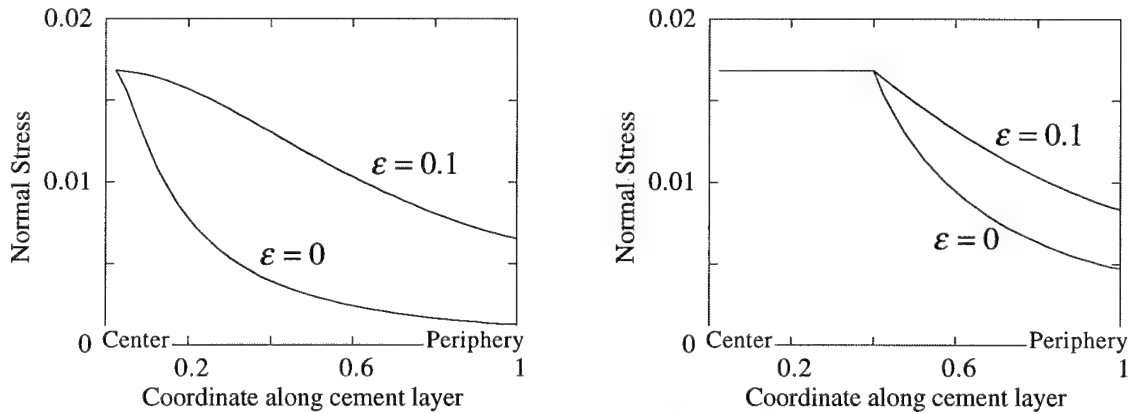 0.02
Normal Stress
0.01
ε = 0.1
ε = 0
0
Center
Periphery
0.2
0.6
1
Coordinate along cement layer
0.02
Normal Stress
0.01
ε = 0.1
ε = 0
0
Center
Periphery
0.2
0.6
1
Coordinate along cement layer